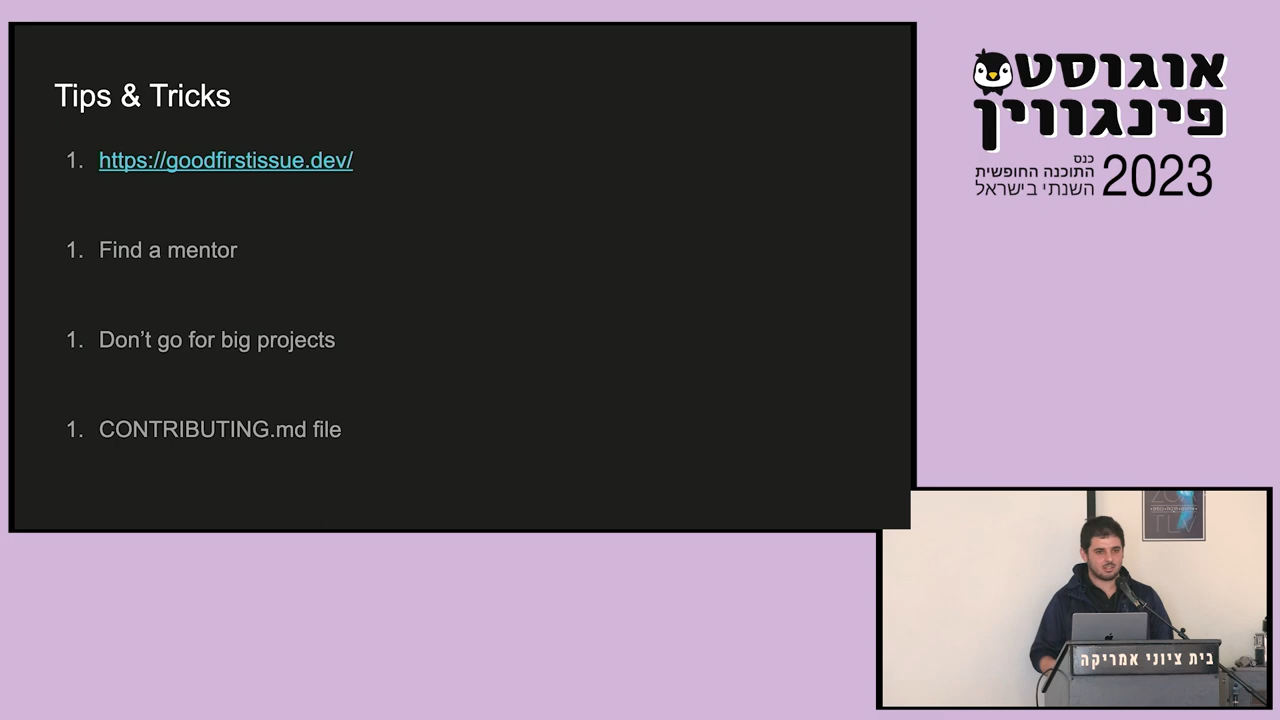 Tips & Tricks
1. https://goodfirstissue.dev/
1. Find a mentor
1. Don’t go for big projects
1. CONTRIBUTING.md file
אוגוסט
פינגווין
כנס
התוכנה החופשית
השנתי בישראל
2023
TLV
בית ציוני אמריקה